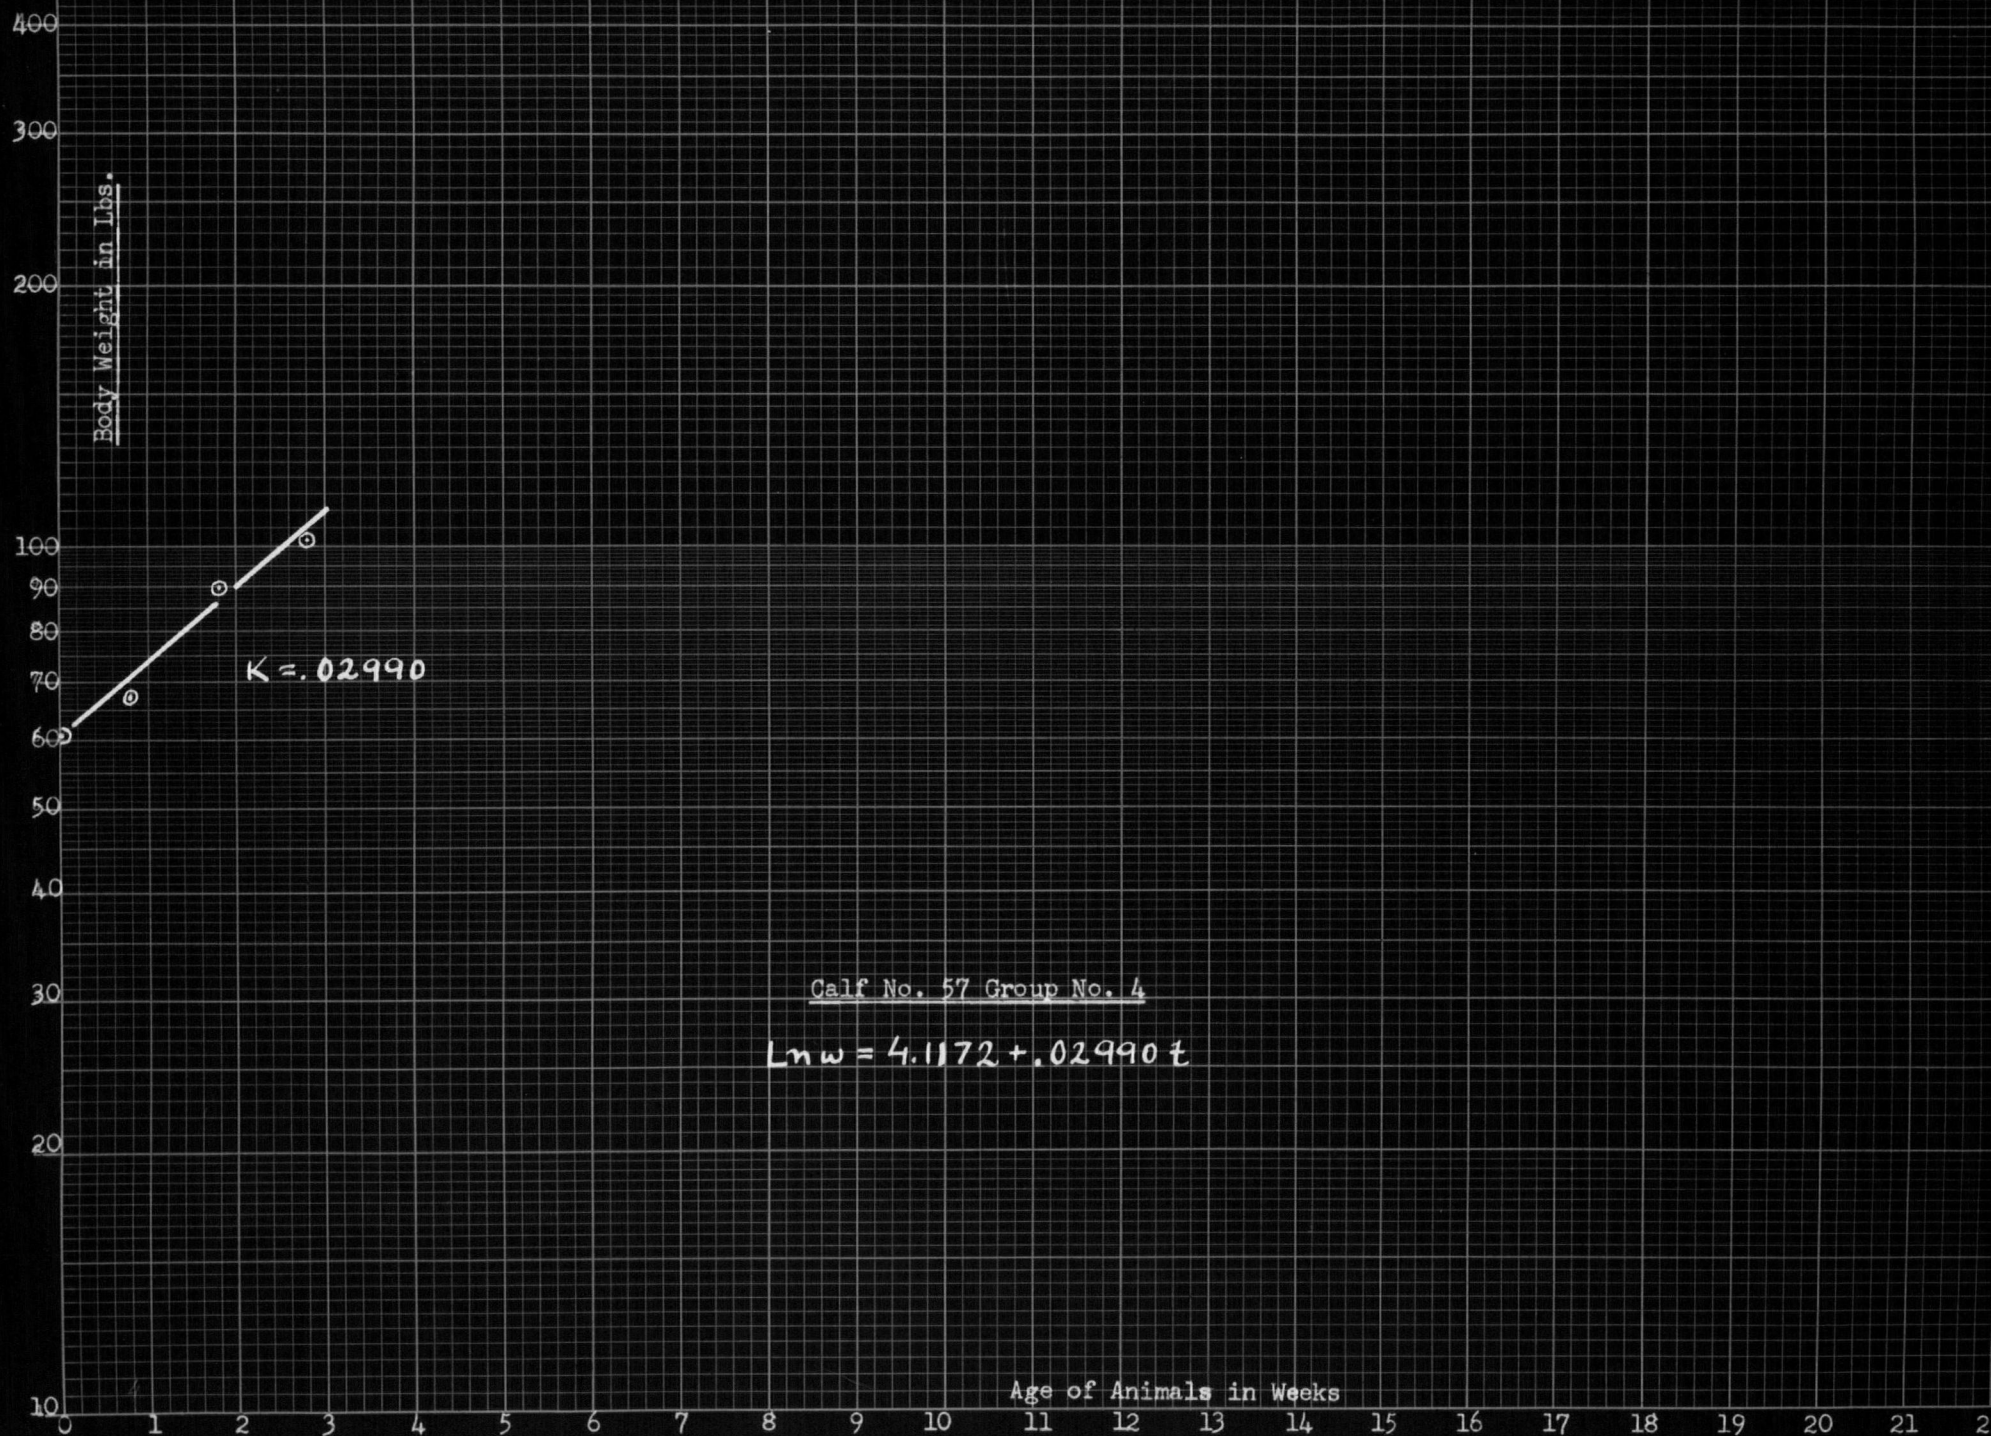 400
300
200
100
90
80
70
60
50
40
30
20
10
Body Weight in Lbs.
K = .02990
Calf No. 57 Group No. 4
Ln w = 4.1172 + .02990 t
Age of Animals in Weeks
0 1 2 3 4 5 6 7 8 9 10 11 12 13 14 15 16 17 18 19 20 21 2